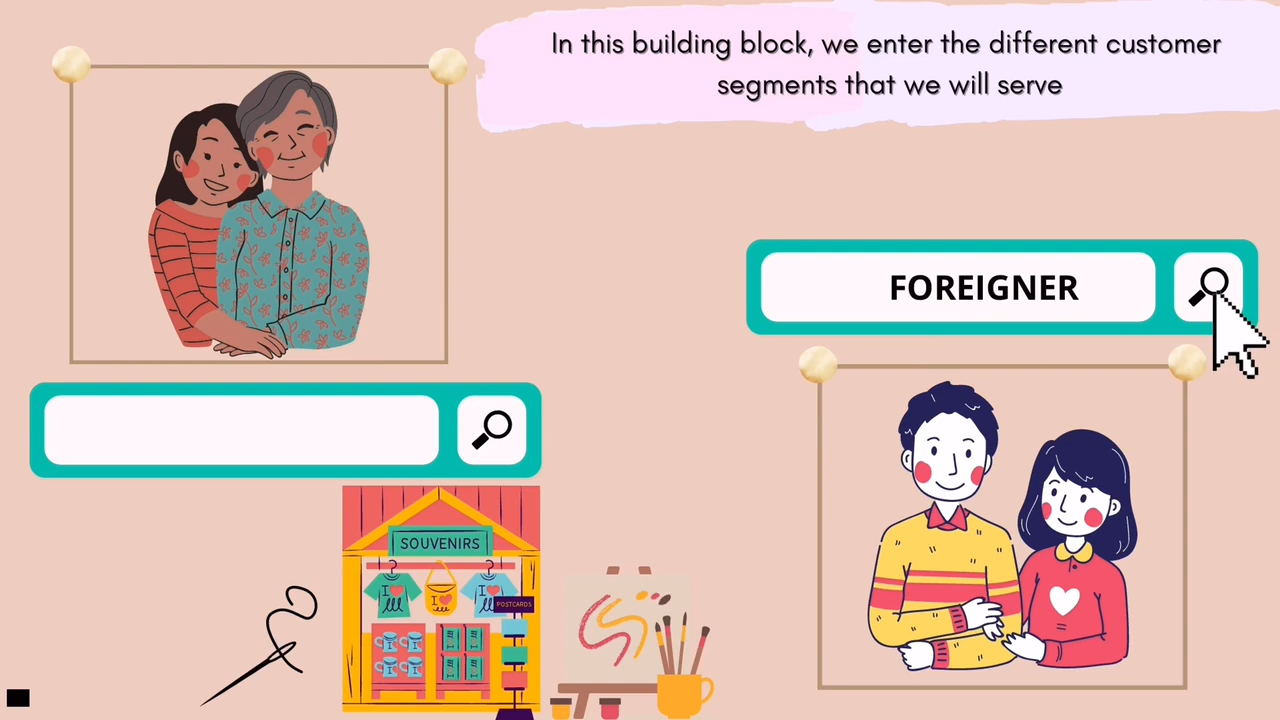 In this building block, we enter the different customer
segments that we will serve
FOREIGNER
SOUVENIRS
I
I
I
POSTCARDS